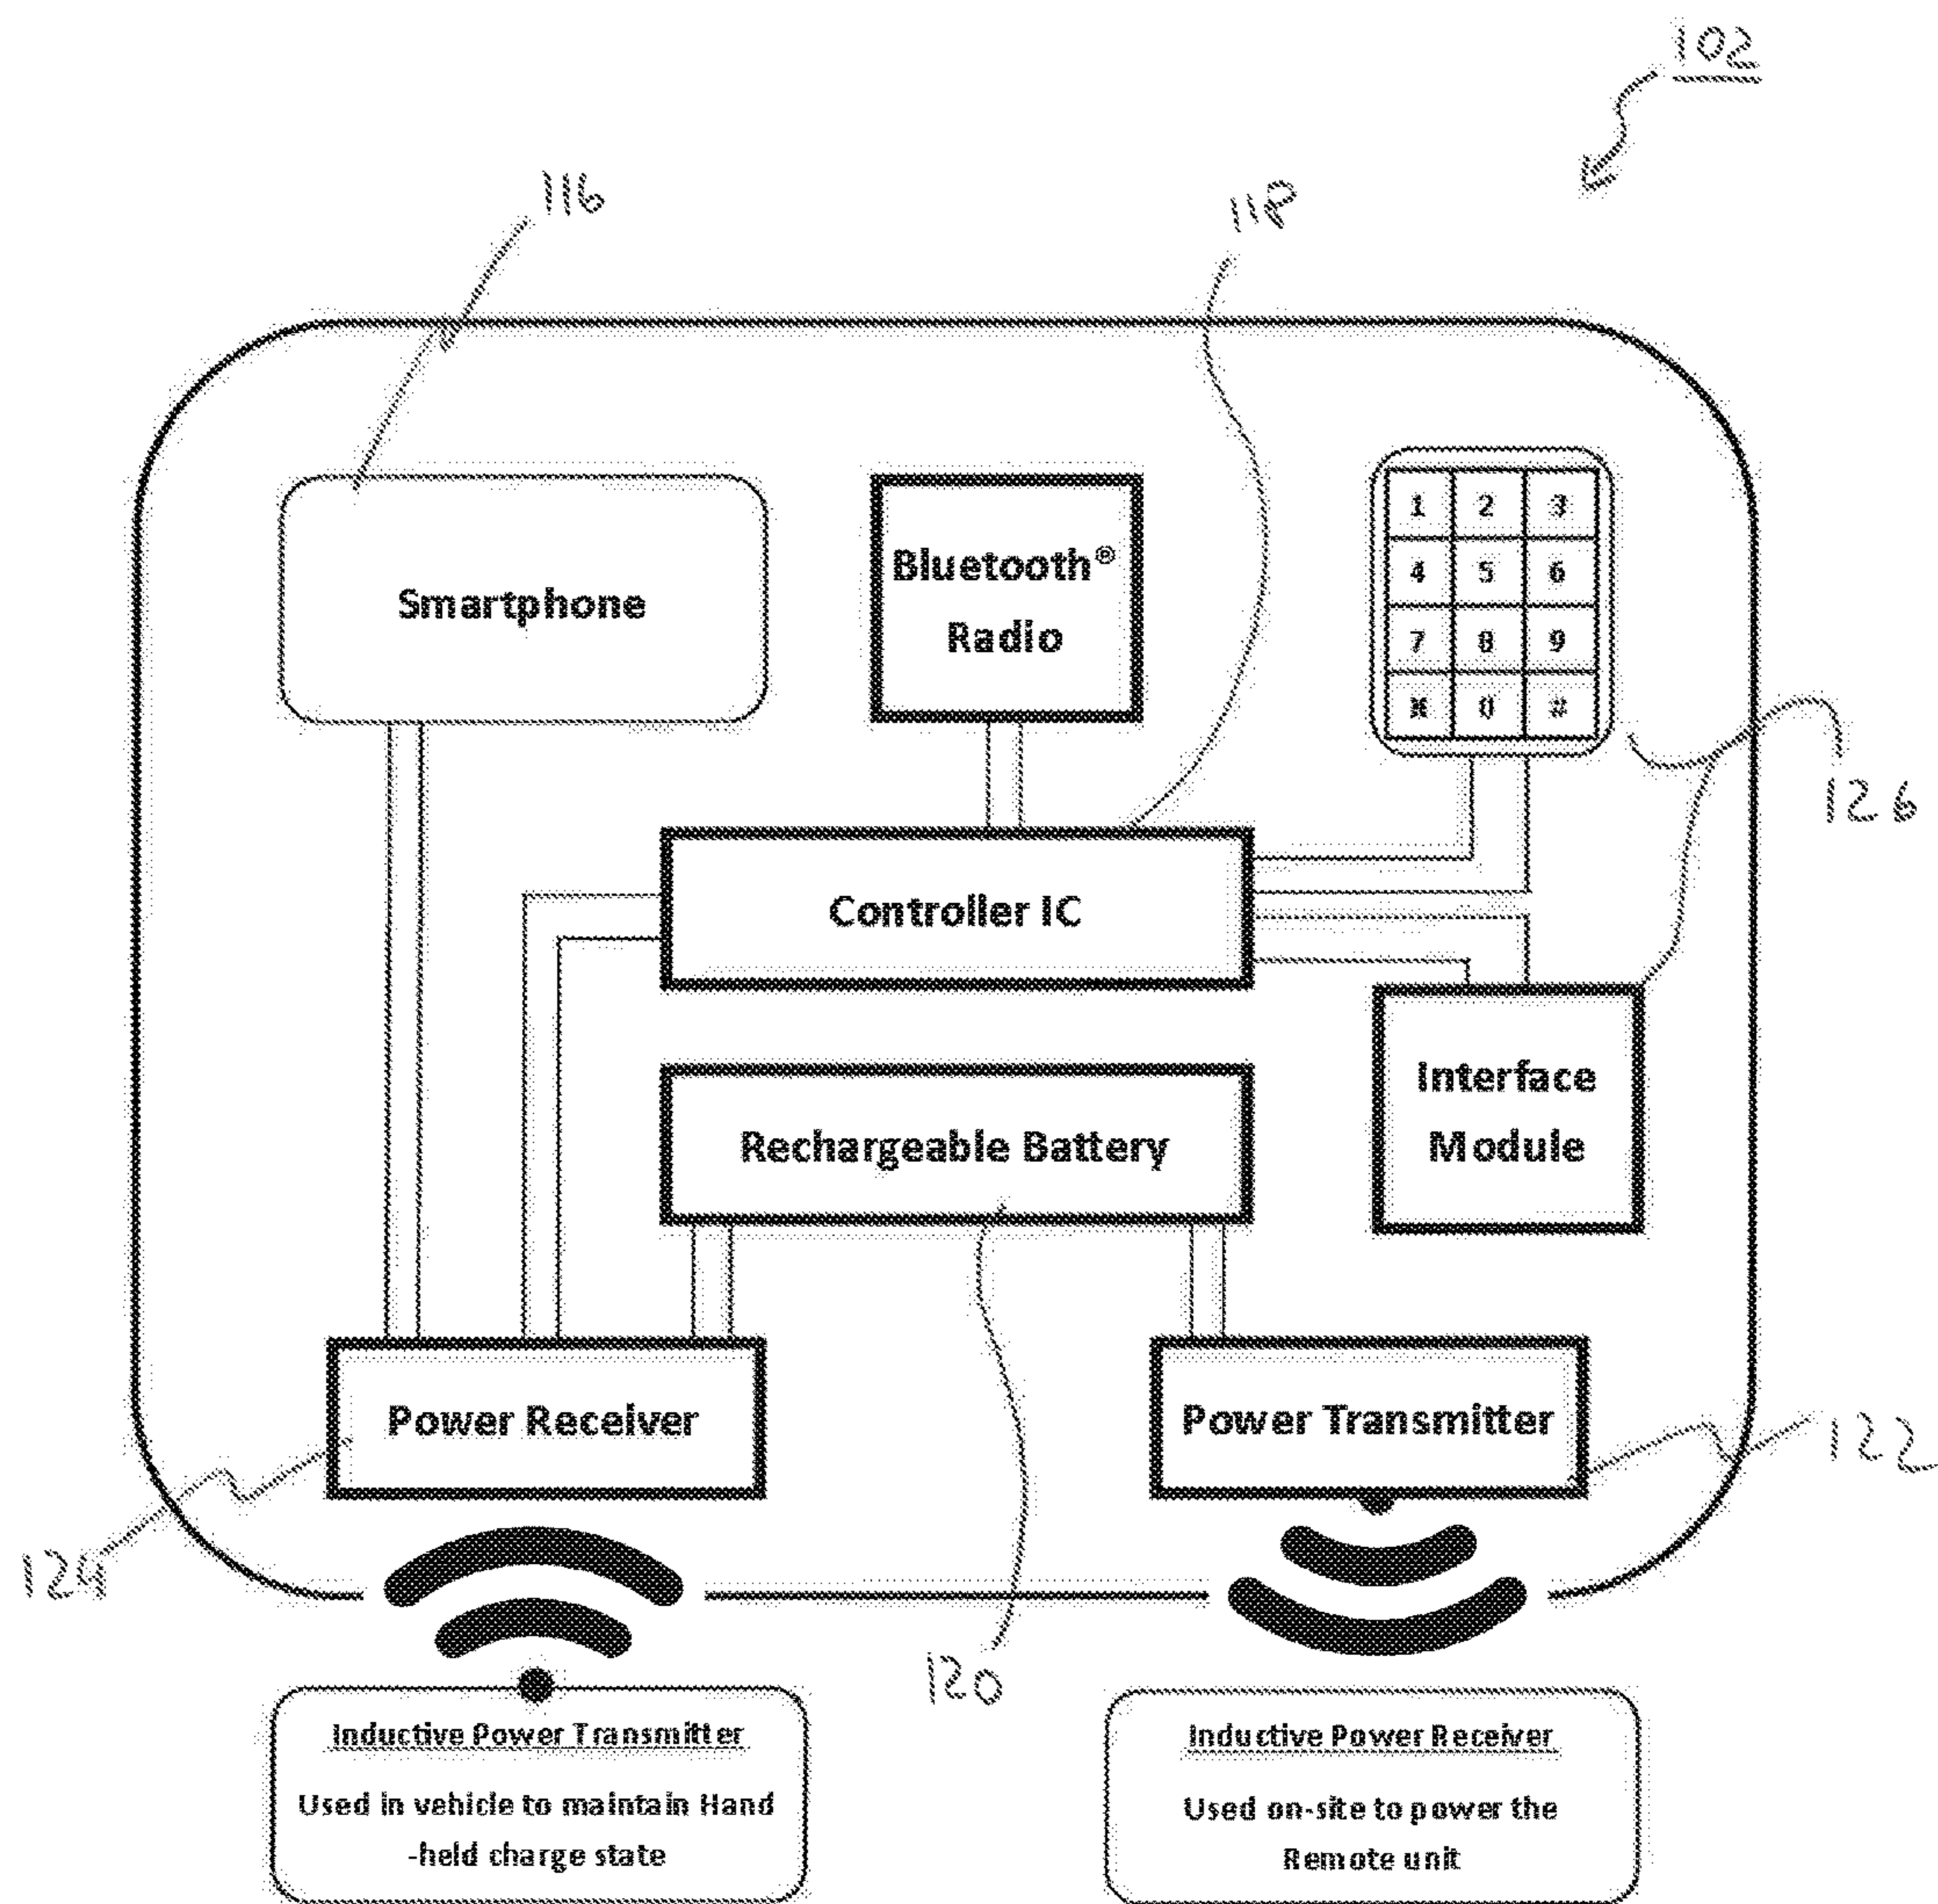 102
116
118
Smartphone
Bluetooth®
Radio
1 2 3
4 5 6
7 8 9
* 0 #
126
Controller IC
Interface
Module
Rechargeable Battery
Power Receiver
Power Transmitter
122
124
120
Inductive Power Transmitter
Used in vehicle to maintain Hand
-held charge state
Inductive Power Receiver
Used on-site to power the
Remote unit